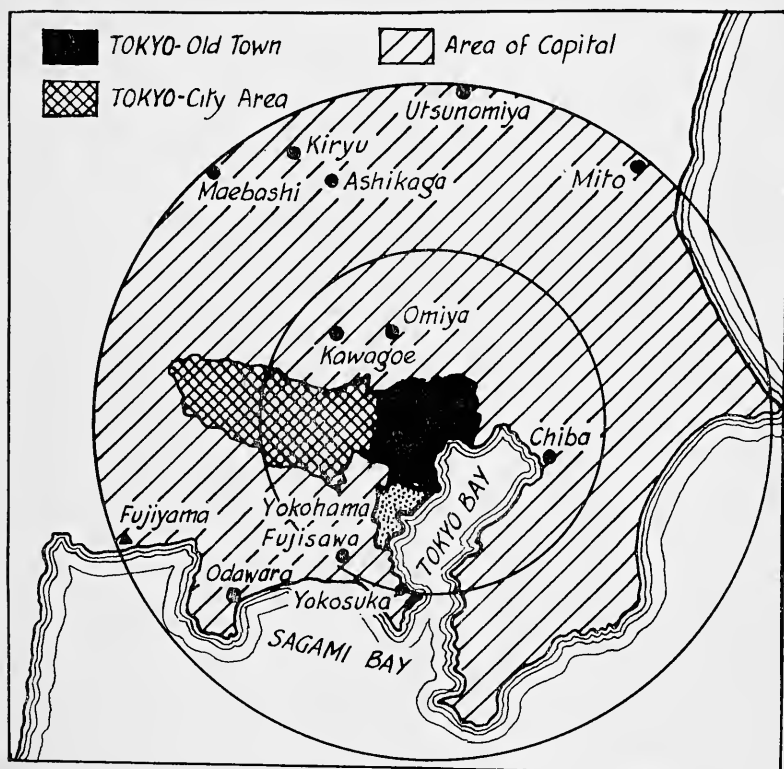 TOKYO-Old Town
Area of Capital
TOKYO-City Area
Utsunomiya
Kiryu
Maebashi
Ashikaga
Mito
Omiya
Kawagoe
Chiba
Yokohama
Fujiyama
Fujisawa
TOKYO BAY
Odawara
Yokosuka
SAGAMI BAY